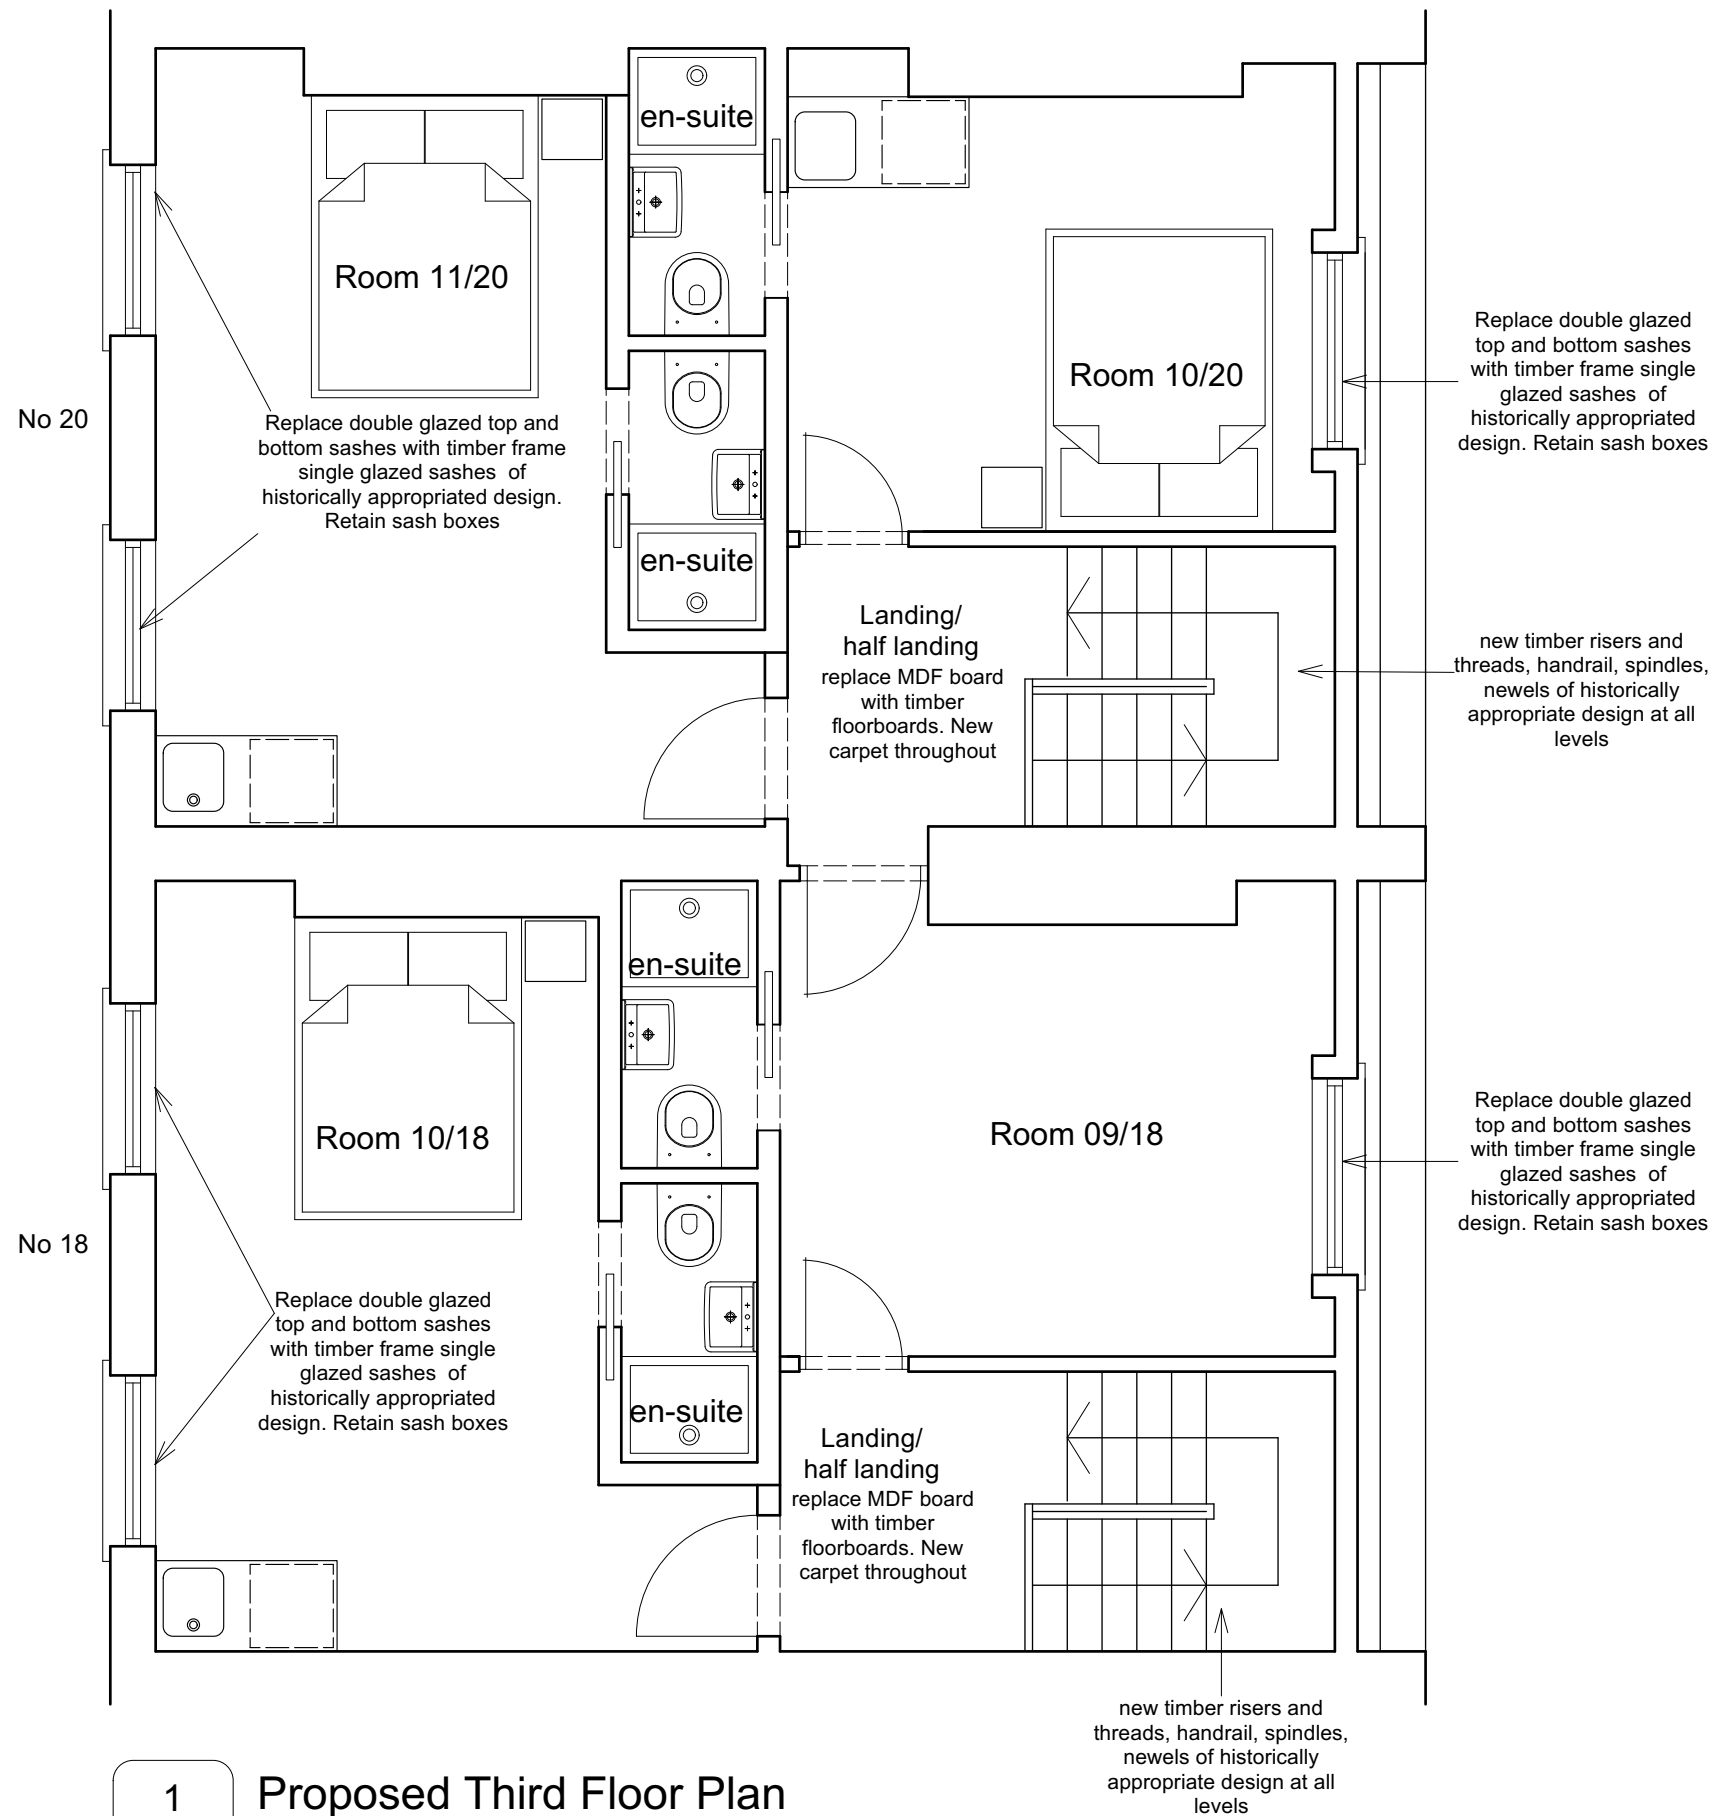 en-suite
Room 11/20
Room 10/20
No 20
Replace double glazed top and
bottom sashes with timber frame
single glazed sashes of
historically appropriated design.
Retain sash boxes
Replace double glazed
top and bottom sashes
with timber frame single
glazed sashes of
historically appropriated
design. Retain sash boxes
en-suite
Landing/
half landing
replace MDF board
with timber
floorboards. New
carpet throughout
new timber risers and
threads, handrail, spindles,
newels of historically
appropriate design at all
levels
en-suite
Room 10/18
Room 09/18
Replace double glazed
top and bottom sashes
with timber frame single
glazed sashes of
historically appropriated
design. Retain sash boxes
No 18
Replace double glazed
top and bottom sashes
with timber frame single
glazed sashes of
historically appropriated
design. Retain sash boxes
en-suite
Landing/
half landing
replace MDF board
with timber
floorboards. New
carpet throughout
new timber risers and
threads, handrail, spindles,
newels of historically
appropriate design at all
levels
1
Proposed Third Floor Plan